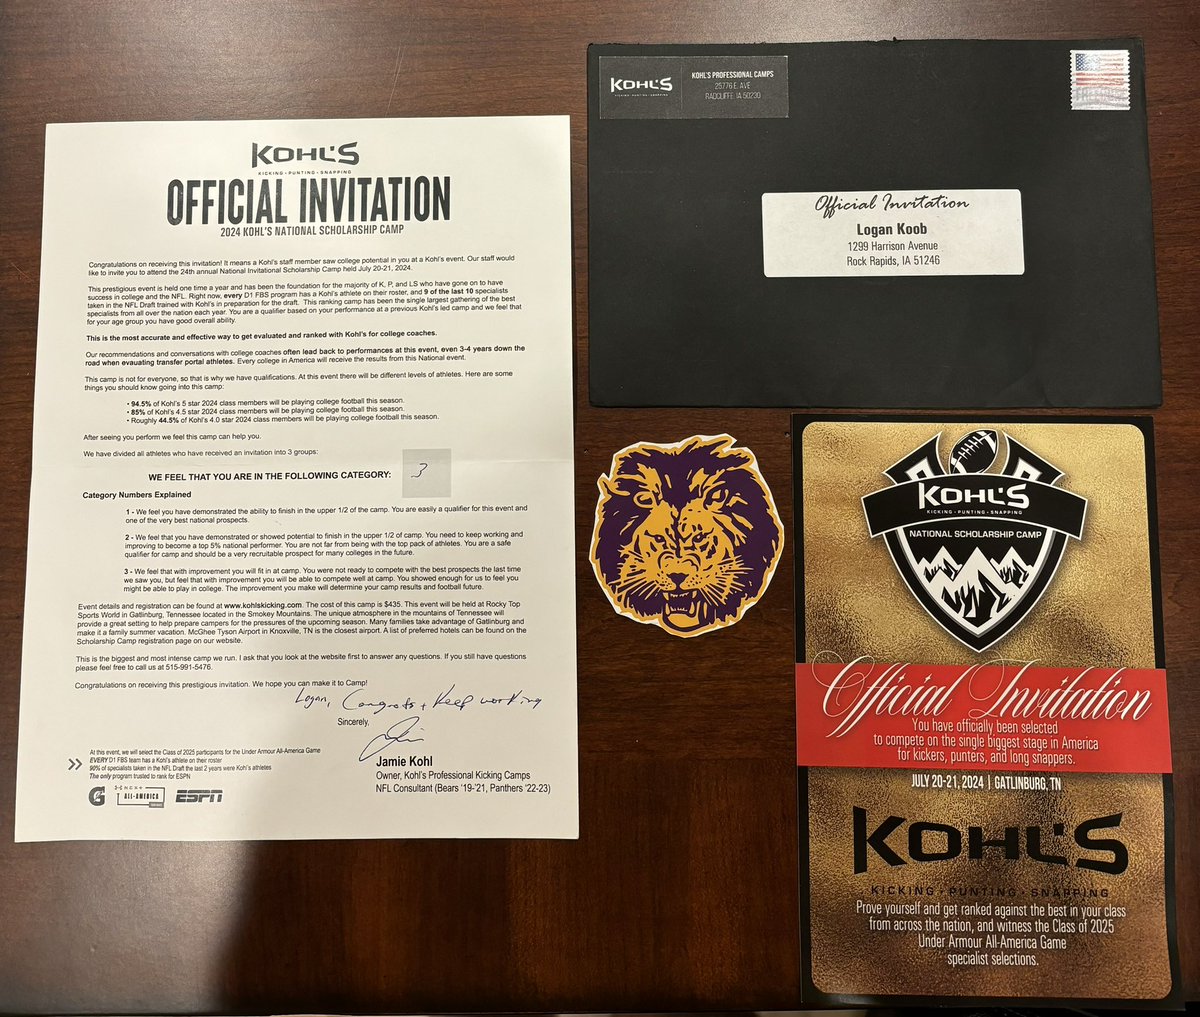 KOHL'S
KICKING • PUNTING • SNAPPING
OFFICIAL INVITATION
2024 KOHL'S NATIONAL SCHOLARSHIP CAMP
Congratulations on receiving this invitation! It means a Kohl's staff member saw college potential in you at a Kohl's event. Our staff would
like to invite you to attend the 24th annual National Invitational Scholarship Camp held July 20-21, 2024.
This prestigious event is held one time a year and has been the foundation for the majority of K, P, and LS who have gone on to have
success in college and the NFL. Right now, every D1 FBS program has a Kohl's athlete on their roster, and 9 of the last 10 specialists
taken in the NFL Draft trained with Kohl's in preparation for the draft. This ranking camp has been the single largest gathering of the best
specialists from all over the nation each year. You are a qualifier based on your performance at a previous Kohl's led camp and we feel that
for your age group you have good overall ability.
This is the most accurate and effective way to get evaluated and ranked with Kohl's for college coaches.
Our recommendations and conversations with college coaches often lead back to performances at this event, even 3-4 years down the
road when evauating transfer portal athletes. Every college in America will receive the results from this National event.
This camp is not for everyone, so that is why we have qualifications. At this event there will be different levels of athletes. Here are some
things you should know going into this camp:
• 94.5% of Kohl's 5 star 2024 class members will be playing college football this season.
• 85% of Kohl's 4.5 star 2024 class members will be playing college football this season.
• Roughly 44.5% of Kohl's 4.0 star 2024 class members will be playing college football this season.
After seeing you perform we feel this camp can help you.
We have divided all athletes who have received an invitation into 3 groups:
WE FEEL THAT YOU ARE IN THE FOLLOWING CATEGORY: 3
Category Numbers Explained
1 - We feel you have demonstrated the ability to finish in the upper 1/2 of the camp. You are easily a qualifier for this event and
one of the very best national prospects.
2 - We feel that you have demonstrated or showed potential to finish in the upper 1/2 of camp. You need to keep working and
improving to become a top 5% national performer. You are not far from being with the top pack of athletes. You are a safe
qualifier for camp and should be a very recruitable prospect for many colleges in the future.
3 - We feel that with improvement you will fit in at camp. You were not ready to compete with the best prospects the last time
we saw you, but feel that with improvement you will be able to compete well at camp. You showed enough for us to feel you
might be able to play in college. The improvement you make will determine your camp results and football future.
Event details and registration can be found at www.kohlskicking.com. The cost of this camp is $435. This event will be held at Rocky Top
Sports World in Gatlinburg, Tennessee located in the Smokey Mountains. The unique atmosphere in the mountains of Tennessee will
provide a great setting to help prepare campers for the pressures of the upcoming season. Many families take advantage of Gatlinburg and
make it a family summer vacation. McGhee Tyson Airport in Knoxville, TN is the closest airport. A list of preferred hotels can be found on the
Scholarship Camp registration page on our website.
This is the biggest and most intense camp we run. I ask that you look at the website first to answer any questions. If you still have questions
please feel free to call us at 515-991-5476.
Congratulations on receiving this prestigious invitation. We hope you can make it to Camp!
Logan, Congrats + Keep working
Sincerely,
Jamie Kohl
Owner, Kohl's Professional Kicking Camps
NFL Consultant (Bears '19-'21, Panthers '22-23)
At this event, we will select the Class of 2025 participants for the Under Armour All-America Game
EVERY D1 FBS team has a Kohl's athlete on their roster
90% of specialists taken in the NFL Draft the last 2 years were Kohl's athletes
The only program trusted to rank for ESPN
G
ALL-AMERICA
ESPN
KOHL'S
KICKING • PUNTING • SNAPPING
KOHL'S PROFESSIONAL CAMPS
25776 E. AVE
RADCLIFFE, IA 50230
Official Invitation
Logan Koob
1299 Harrison Avenue
Rock Rapids, IA 51246
KOHL'S
KICKING • PUNTING • SNAPPING
NATIONAL SCHOLARSHIP CAMP
Official Invitation
You have officially been selected
to compete on the single biggest stage in America
for kickers, punters, and long snappers.
JULY 20-21, 2024 | GATLINBURG, TN
KOHL'S
KICKING • PUNTING • SNAPPING
Prove yourself and get ranked against the best in your class
from across the nation, and witness the Class of 2025
Under Armour All-America Game
specialist selections.